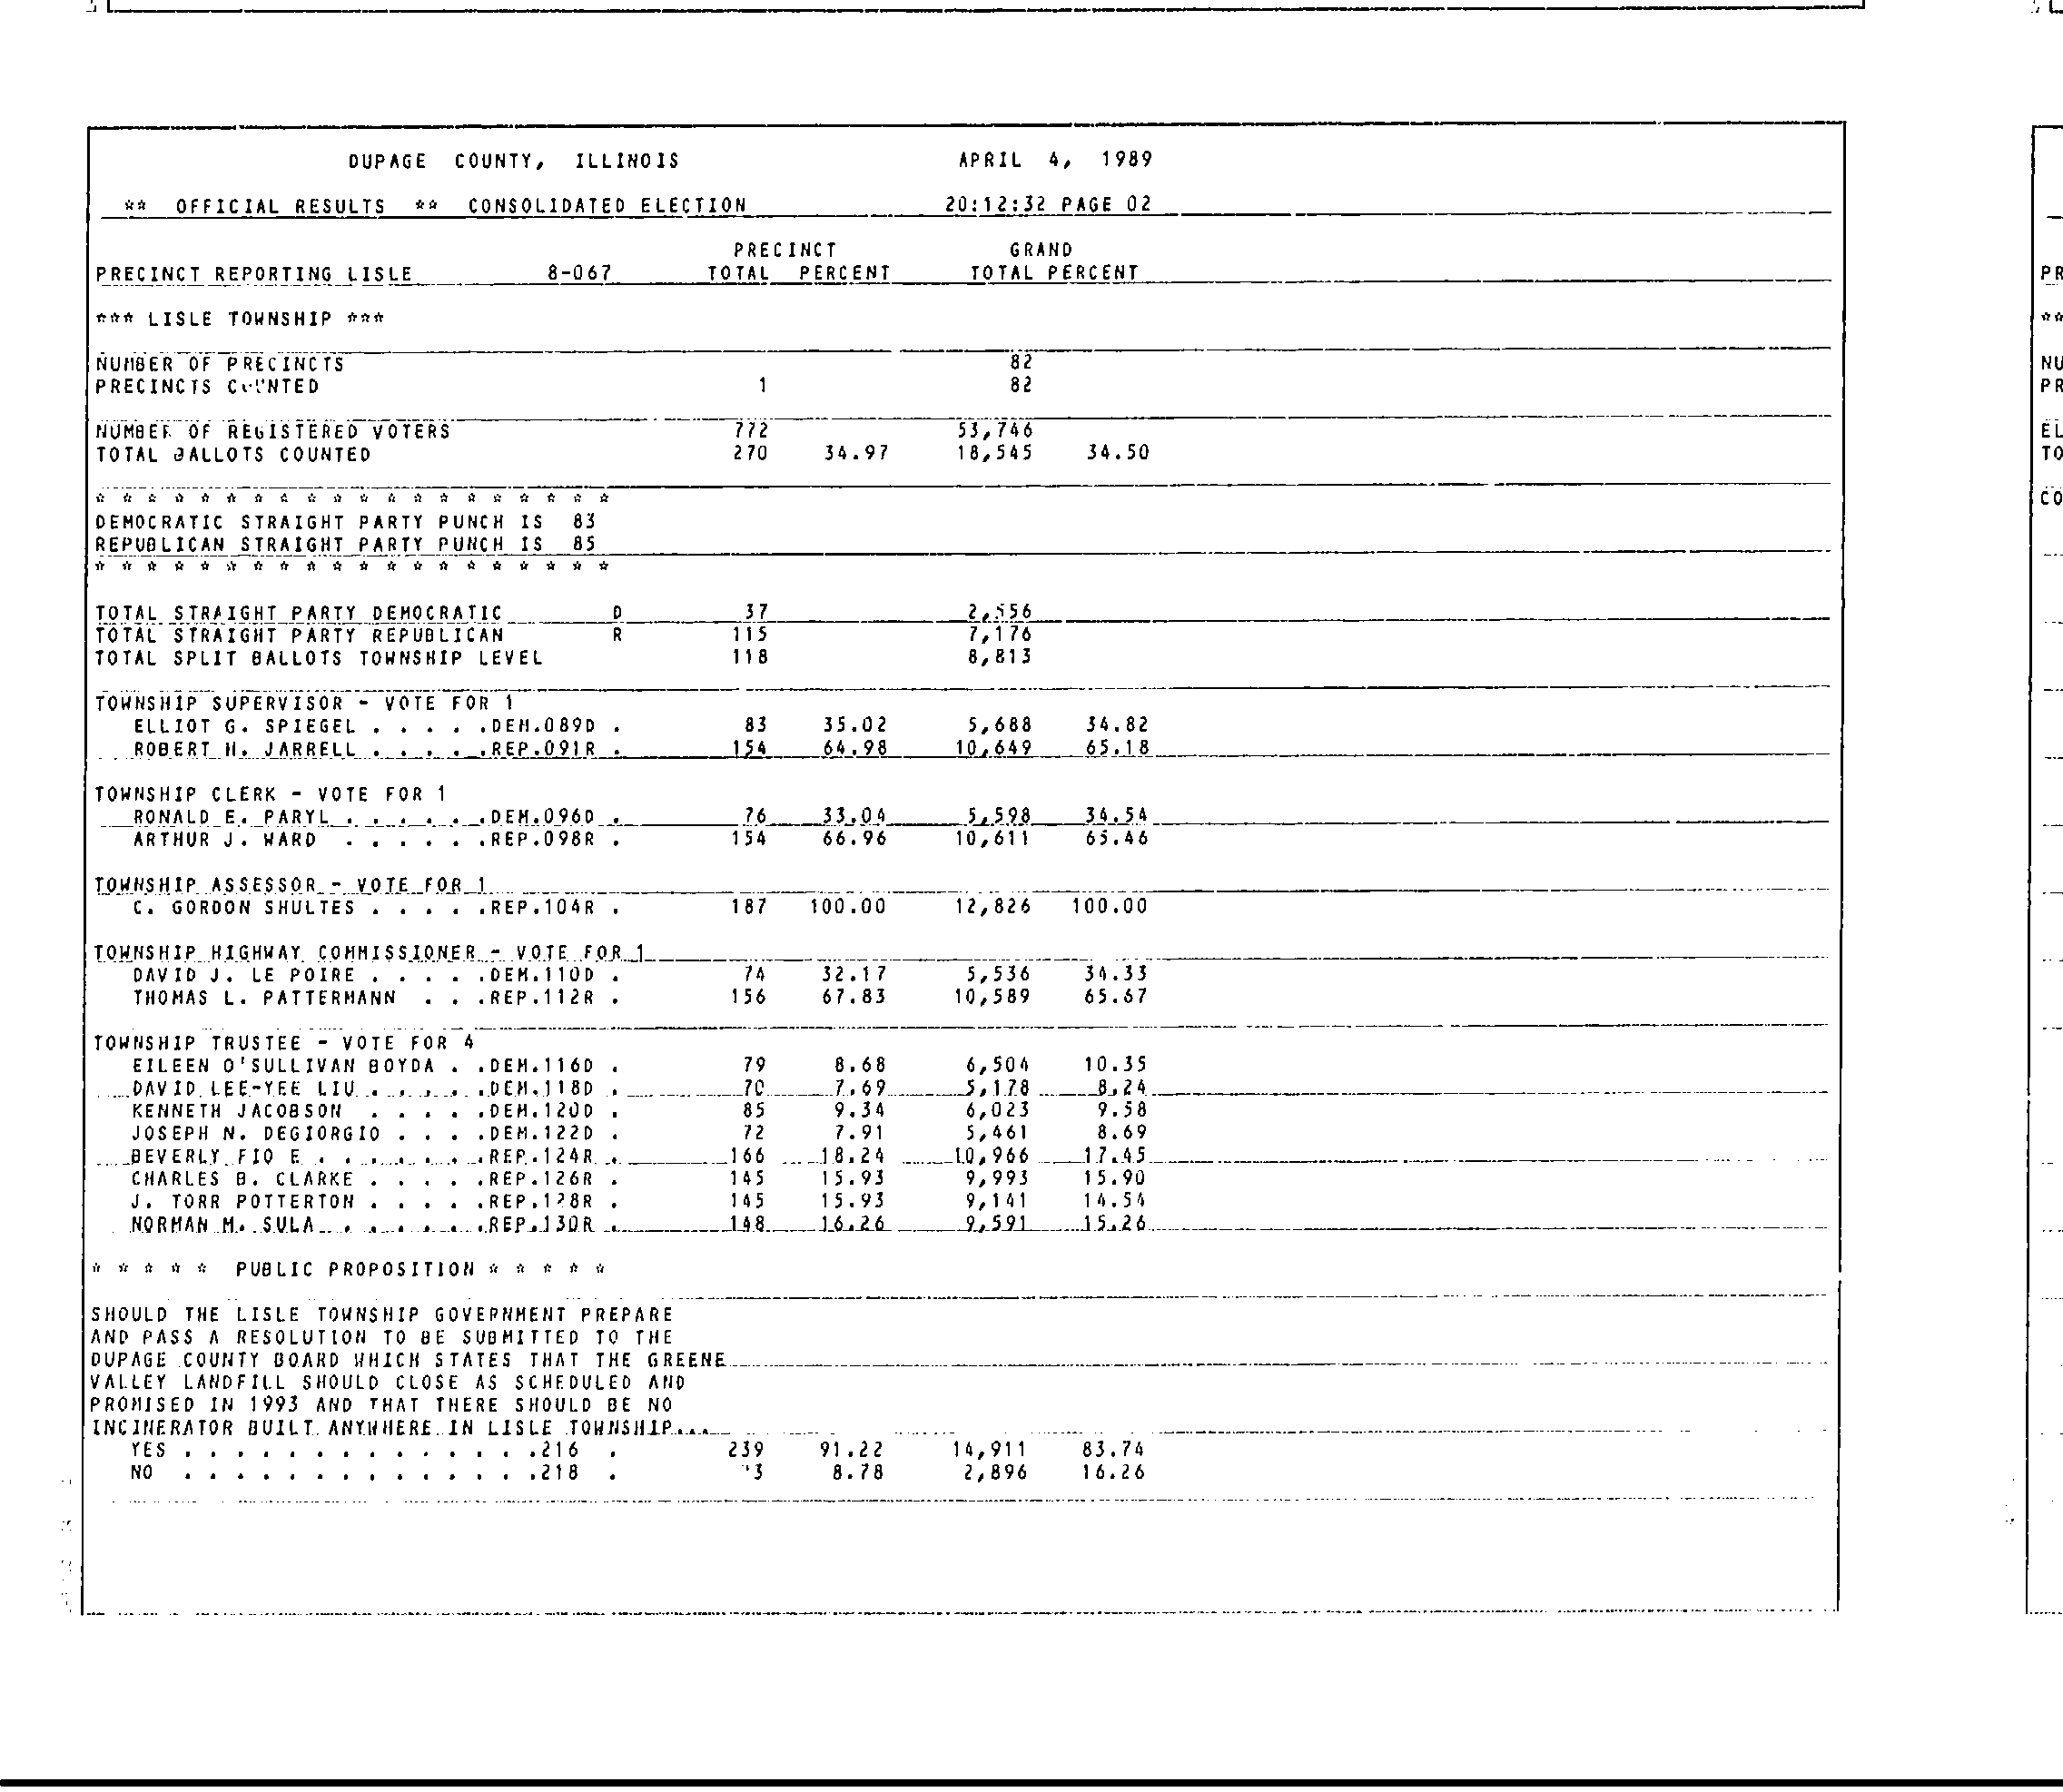 DUPAGE COUNTY, ILLINOIS APRIL 4, 1989
** OFFICIAL RESULTS ** CONSOLIDATED ELECTION 20:12:32 PAGE 02
PRECINCT GRAND
PRECINCT REPORTING LISLE 8-067 TOTAL PERCENT TOTAL PERCENT
*** LISLE TOWNSHIP ***
NUMBER OF PRECINCTS 82
PRECINCTS COUNTED 1 82
NUMBER OF REGISTERED VOTERS 772 53,746
TOTAL BALLOTS COUNTED 270 34.97 18,545 34.50
* * * * * * * * * * * * * * * * * * * *
DEMOCRATIC STRAIGHT PARTY PUNCH IS 83
REPUBLICAN STRAIGHT PARTY PUNCH IS 85
* * * * * * * * * * * * * * * * * * * *
TOTAL STRAIGHT PARTY DEMOCRATIC D 37 2,556
TOTAL STRAIGHT PARTY REPUBLICAN R 115 7,176
TOTAL SPLIT BALLOTS TOWNSHIP LEVEL 118 8,813
TOWNSHIP SUPERVISOR - VOTE FOR 1
ELLIOT G. SPIEGEL . . . . .DEM.089D . 83 35.02 5,688 34.82
ROBERT H. JARRELL . . . . .REP.091R . 154 64.98 10,649 65.18
TOWNSHIP CLERK - VOTE FOR 1
RONALD E. PARYL . . . . . .DEM.096D . 76 33.04 5,598 34.54
ARTHUR J. WARD . . . . . .REP.098R . 154 66.96 10,611 65.46
TOWNSHIP ASSESSOR - VOTE FOR 1
C. GORDON SHULTES . . . . .REP.104R . 187 100.00 12,826 100.00
TOWNSHIP HIGHWAY COMMISSIONER - VOTE FOR 1
DAVID J. LE POIRE . . . . .DEM.110D . 74 32.17 5,536 34.33
THOMAS L. PATTERMANN . . .REP.112R . 156 67.83 10,589 65.67
TOWNSHIP TRUSTEE - VOTE FOR 4
EILEEN O'SULLIVAN BOYDA . .DEM.116D . 79 8.68 6,504 10.35
DAVID LEE-YEE LIU . . . . .DEM.118D . 70 7.69 5,178 8.24
KENNETH JACOBSON . . . . .DEM.120D . 85 9.34 6,023 9.58
JOSEPH N. DEGIORGIO . . . .DEM.122D . 72 7.91 5,461 8.69
BEVERLY . . . . . . .REP.124R . 166 18.24 10,966 17.45
CHARLES B. CLARKE . . . . .REP.126R . 145 15.93 9,993 15.90
J. TORR POTTERTON . . . . .REP.128R . 145 15.93 9,141 14.54
NORMAN M. SULA . . . . . .REP.130R . 148 16.26 9,591 15.26
* * * * * PUBLIC PROPOSITION * * * * *
SHOULD THE LISLE TOWNSHIP GOVERNMENT PREPARE
AND PASS A RESOLUTION TO BE SUBMITTED TO THE
DUPAGE COUNTY BOARD WHICH STATES THAT THE GREENE
VALLEY LANDFILL SHOULD CLOSE AS SCHEDULED AND
PROMISED IN 1993 AND THAT THERE SHOULD BE NO
INCINERATOR BUILT ANYWHERE IN LISLE TOWNSHIP...
YES . . . . . . . . . . . . . .216 . 239 91.22 14,911 83.74
NO . . . . . . . . . . . . . .218 . 8.78 2,896 16.26
PR
**
NU
PR
EL
TO
CO